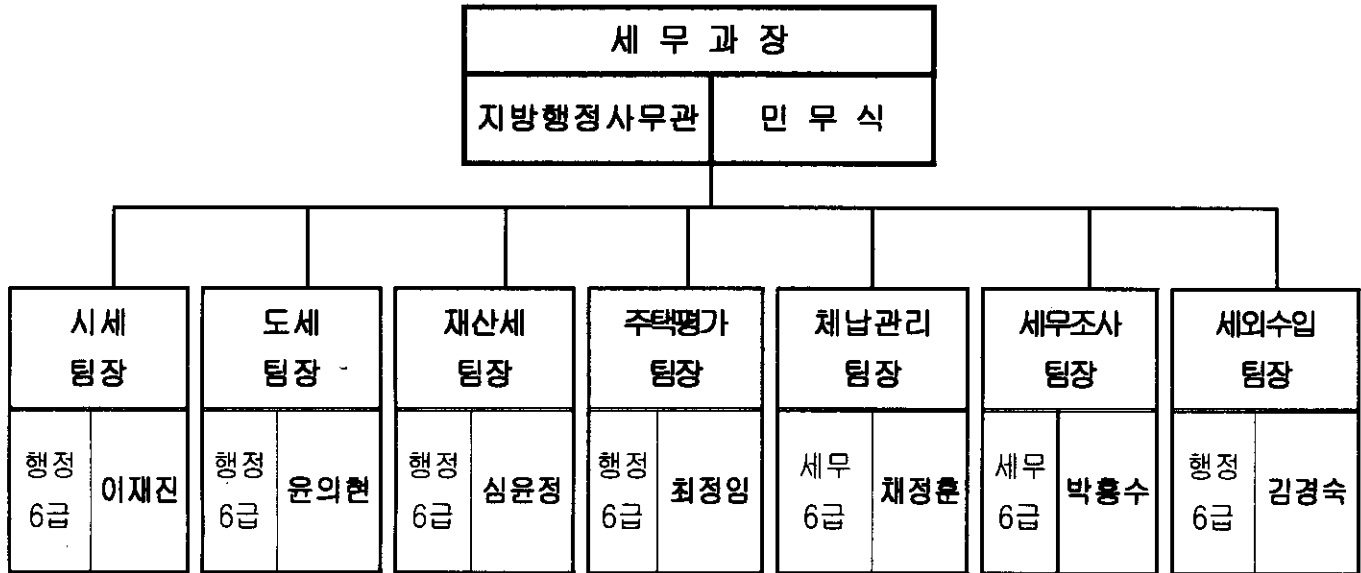 세 무 과 장
지방행정사무관 민 무 식
시세 팀장
행정 6급 이재진
도세 팀장
행정 6급 윤의현
재산세 팀장
행정 6급 심윤정
주택평가 팀장
행정 6급 최정임
체납관리 팀장
세무 6급 채정훈
세무조사 팀장
세무 6급 박흥수
세외수입 팀장
행정 6급 김경숙